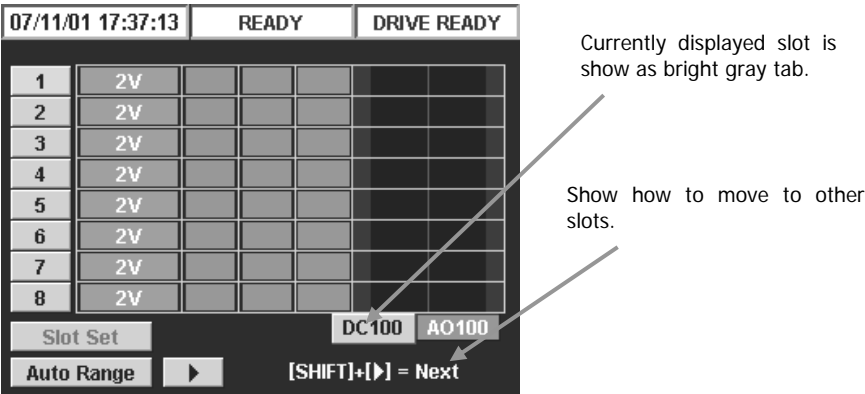 07/11/01 17:37:13 READY DRIVE READY
Currently displayed slot is
show as bright gray tab.
1 2V
2 2V
3 2V
4 2V
5 2V
6 2V
7 2V
8 2V
Show how to move to other
slots.
DC100 AO100
Slot Set
Auto Range [SHIFT]+[▶] = Next